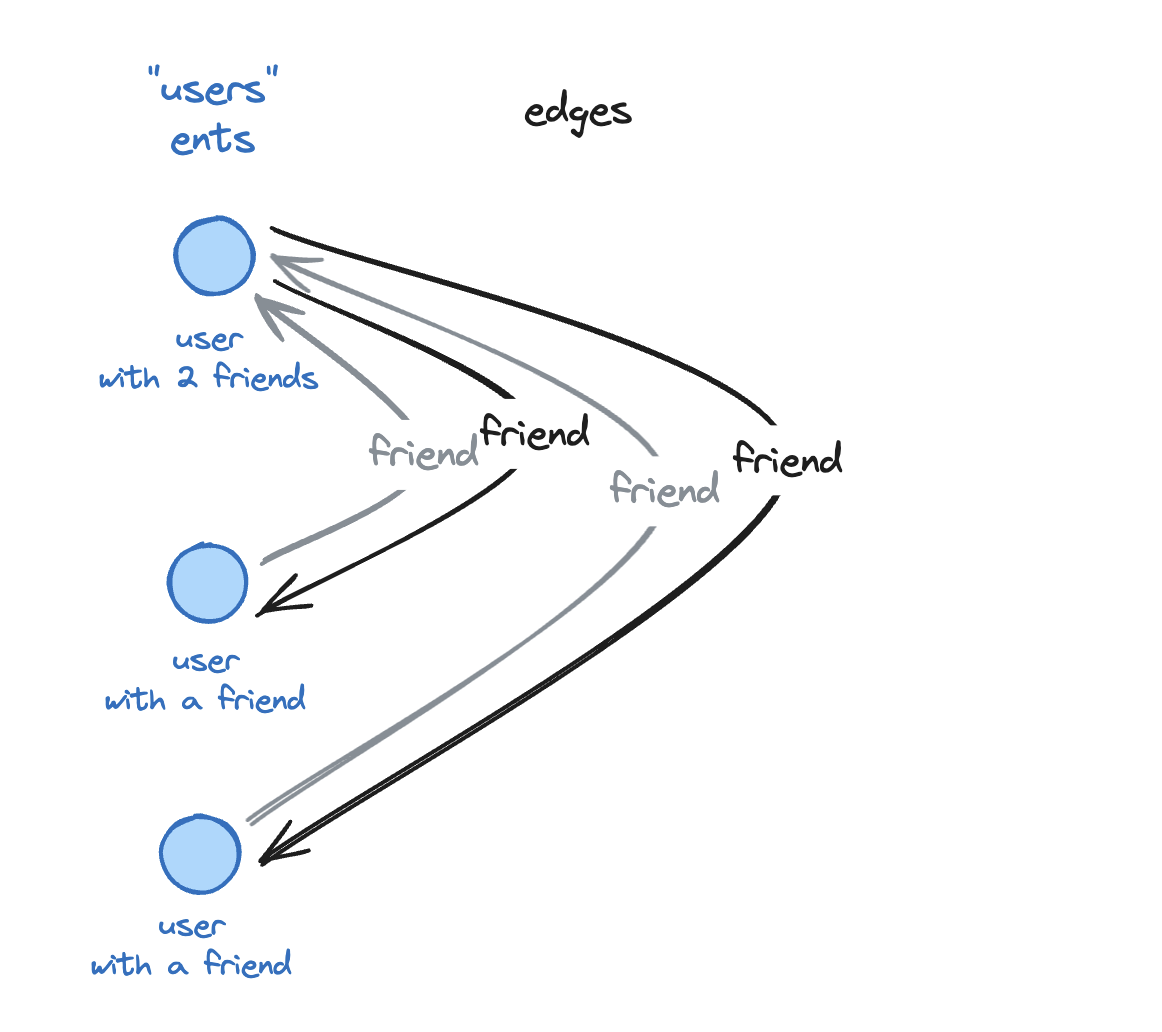 "users"
ents
edges
user
with 2 friends
friend
friend
friend
friend
user
with a friend
user
with a friend